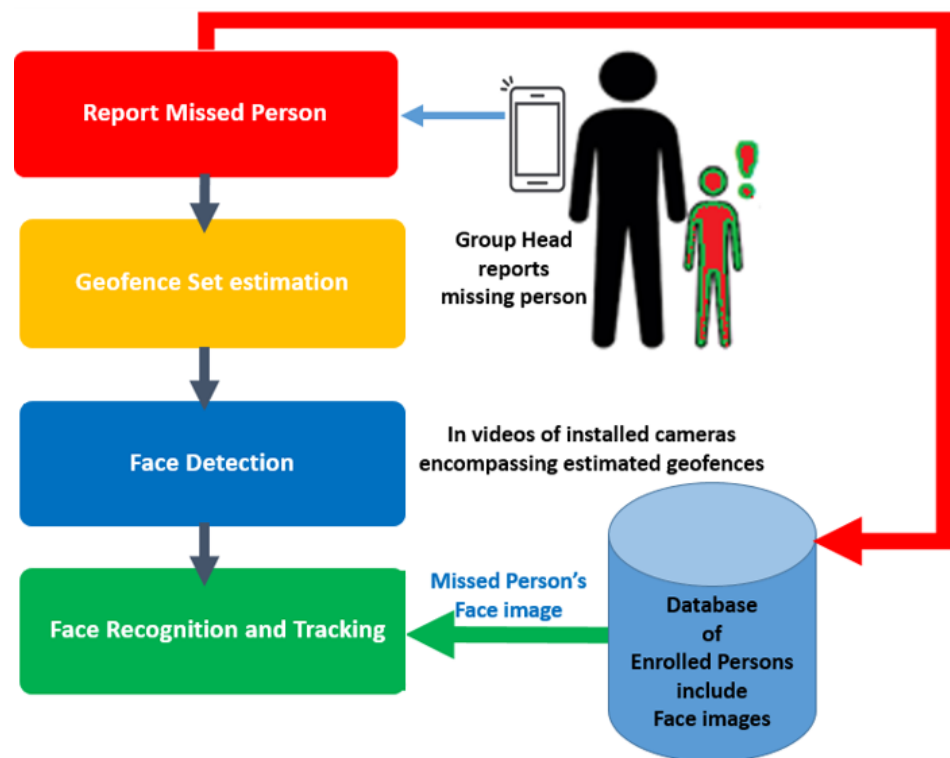 Report Missed Person
Group Head
reports
missing person
Geofence Set estimation
Face Detection
In videos of installed cameras
encompassing estimated geofences
Face Recognition and Tracking
Missed Person's
Face image
Database
of
Enrolled Persons
include
Face images